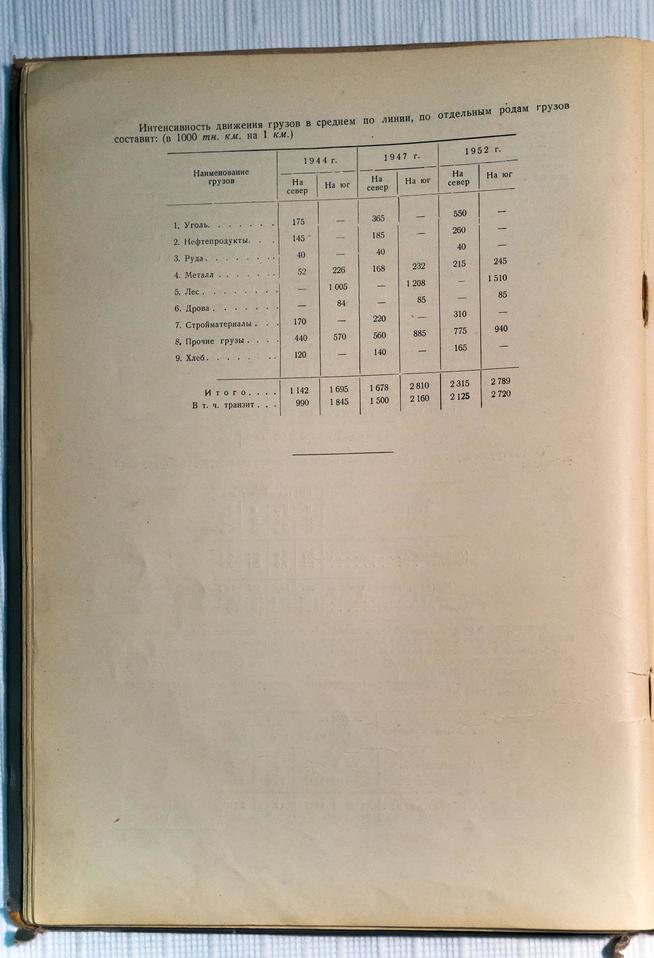 Интенсивность движения грузов в среднем по линии, по отдельным родам грузов
составит: (в 1000 тн. км. на 1 км.)
Наименование грузов | 1944 г. | 1947 г. | 1952 г.
На север | На юг | На север | На юг | На север | На юг
1. Уголь. . . . . . . 175 — 365 — 550 —
2. Нефтепродукты. . . 145 — 185 — 260 —
3. Руда. . . . . . . . 40 — 40 — 40 —
4. Металл . . . . . . . 52 226 168 232 215 245
5. Лес . . . . . . . . — 1 005 — 1 208 — 1 510
6. Дрова . . . . . . . — 84 — 85 — 85
7. Стройматериалы . . . 170 — 220 — 310 —
8. Прочие грузы . . . . 440 570 560 885 775 940
9. Хлеб. . . . . . . 120 — 140 — 165 —
Итого. . . . 1 142 1 695 1 678 2 810 2 315 2 789
В т. ч. транзит . . . 990 1 845 1 500 2 160 2 125 2 720